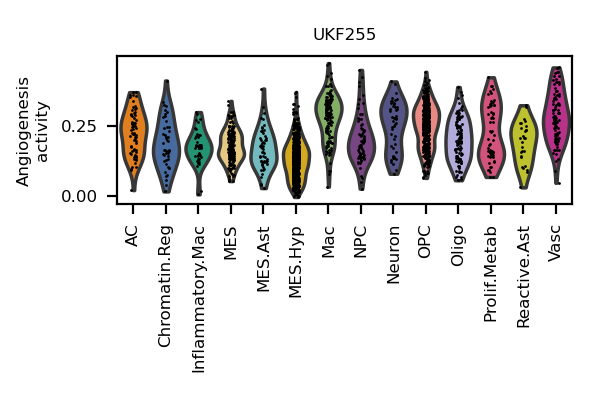 UKF255
Angiogenesis
activity
0.25
0.00
AC
Chromatin.Reg
Inflammatory.Mac
MES
MES.Ast
MES.Hyp
Mac
NPC
Neuron
OPC
Oligo
Prolif.Metab
Reactive.Ast
Vasc